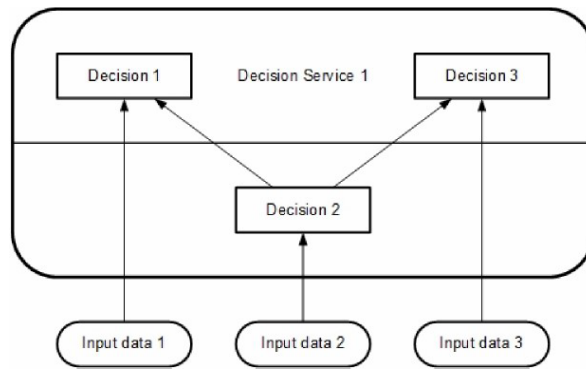 Decision 1
Decision Service 1
Decision 3
Decision 2
Input data 1
Input data 2
Input data 3